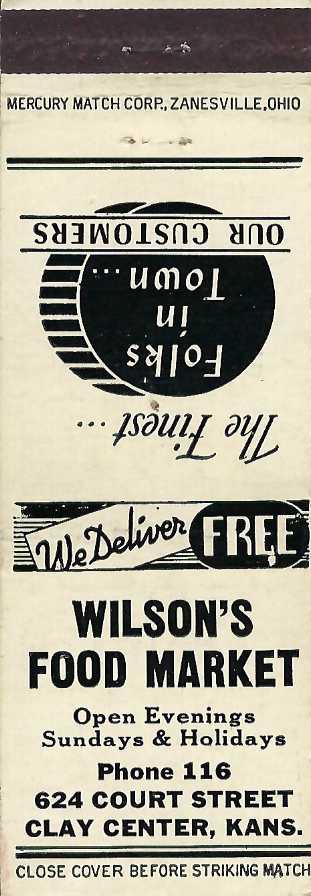 MERCURY MATCH CORP., ZANESVILLE, OHIO
The Finest...
Folks
in
Town...
OUR CUSTOMERS
We Deliver FREE
WILSON'S
FOOD MARKET
Open Evenings
Sundays & Holidays
Phone 116
624 COURT STREET
CLAY CENTER, KANS.
CLOSE COVER BEFORE STRIKING MATCH